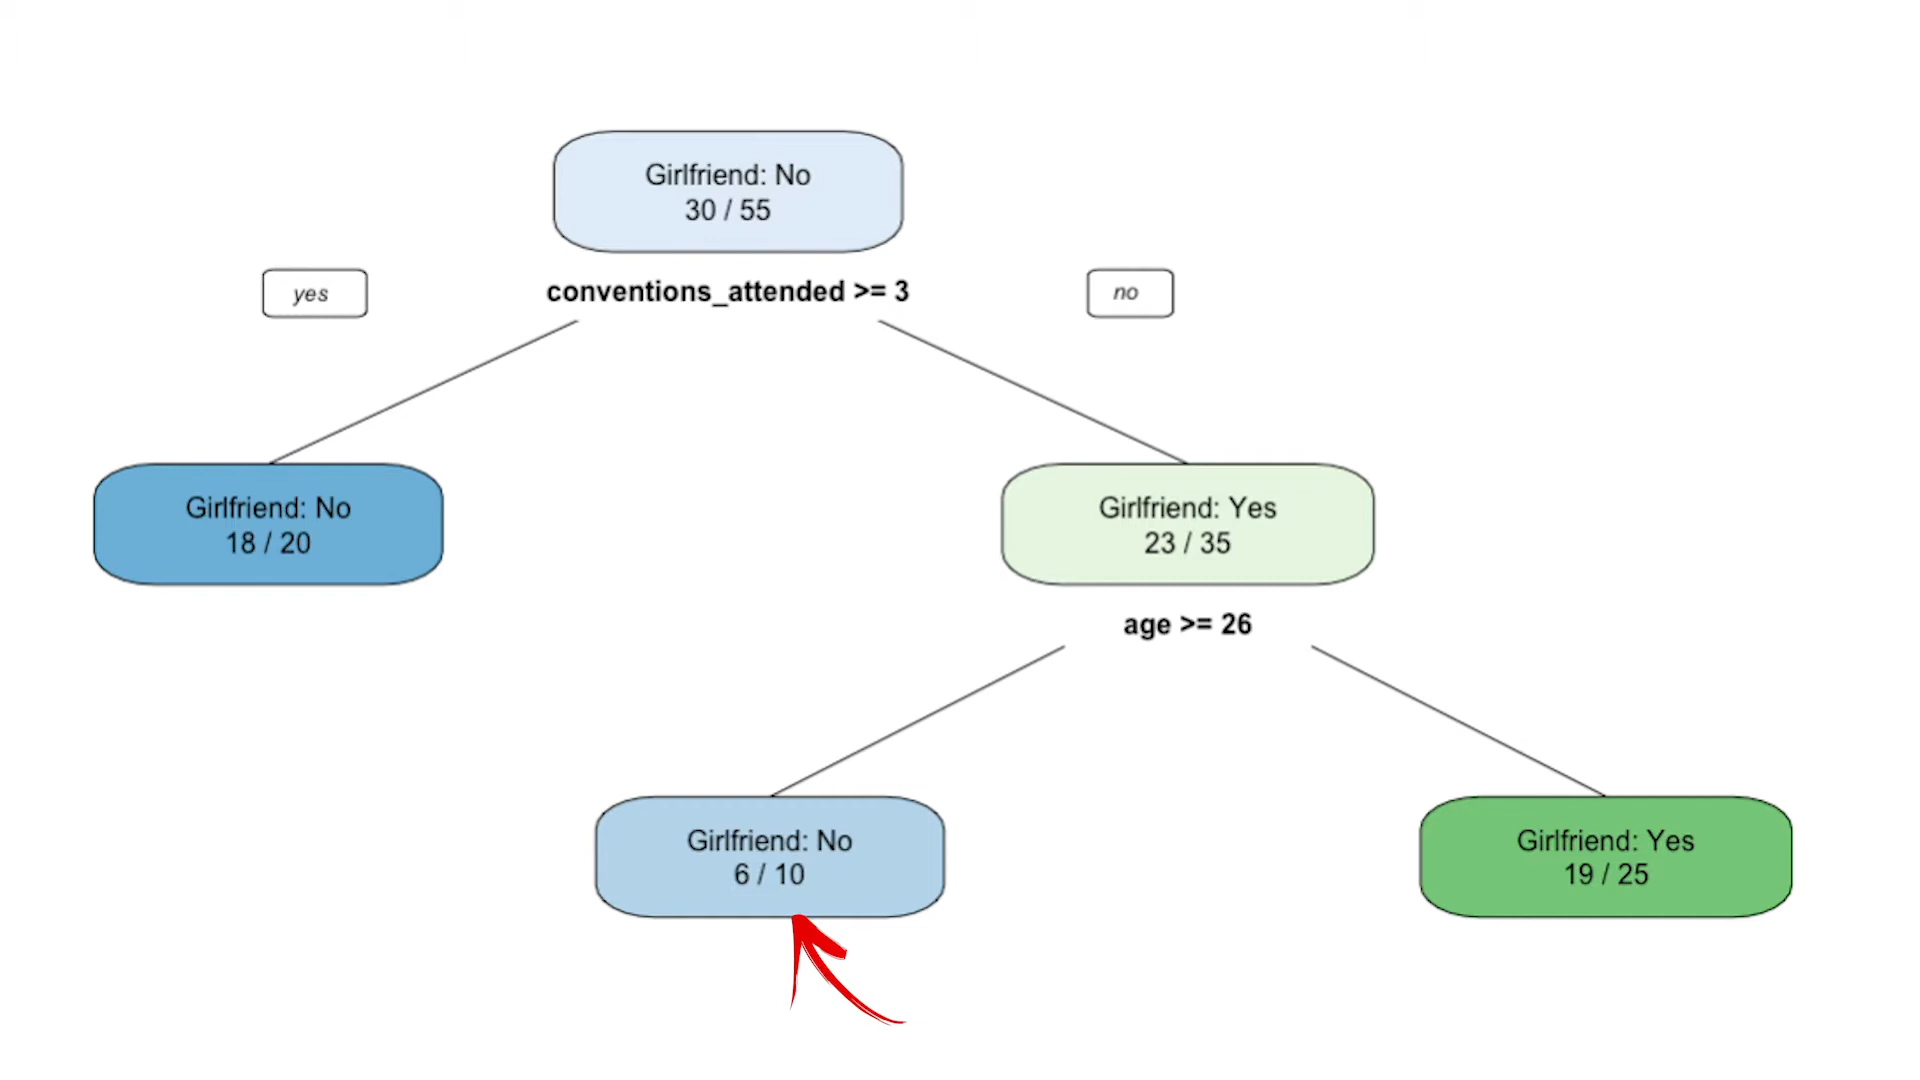 Girlfriend: No
30 / 55
yes
conventions_attended >= 3
no
Girlfriend: No
18 / 20
Girlfriend: Yes
23 / 35
age >= 26
Girlfriend: No
6 / 10
Girlfriend: Yes
19 / 25